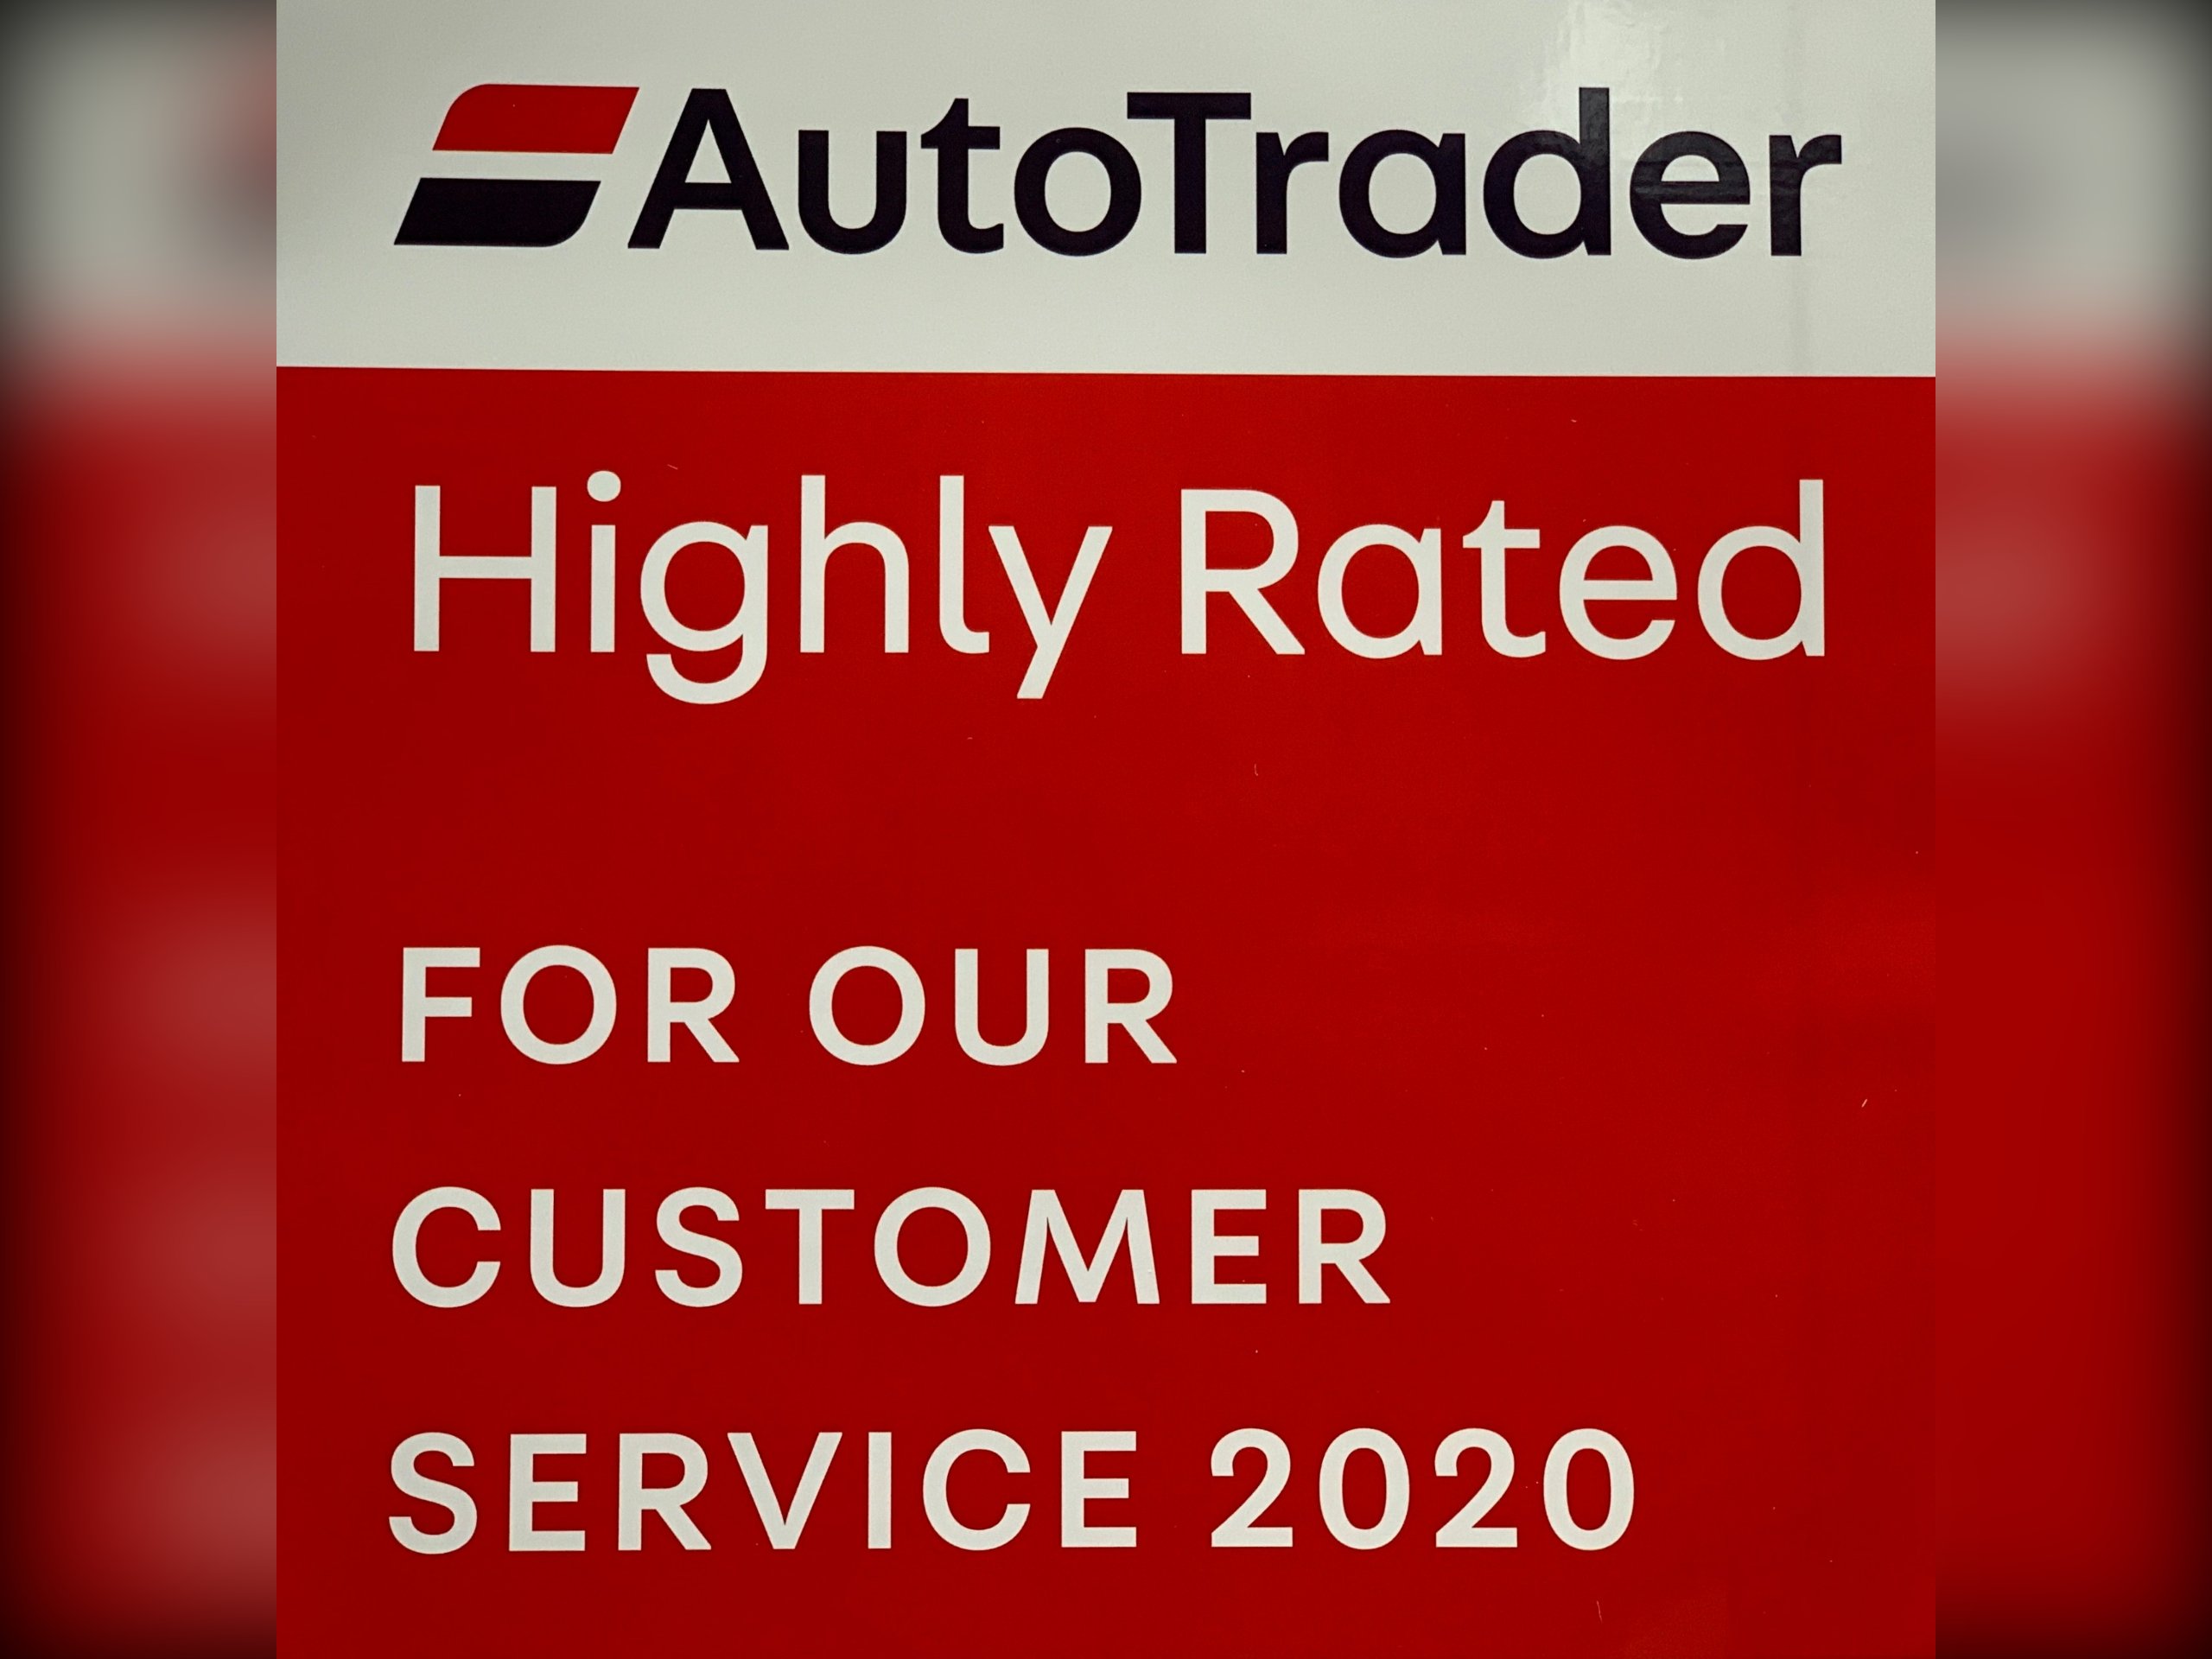 AutoTrader
Highly Rated
FOR OUR
CUSTOMER
SERVICE 2020